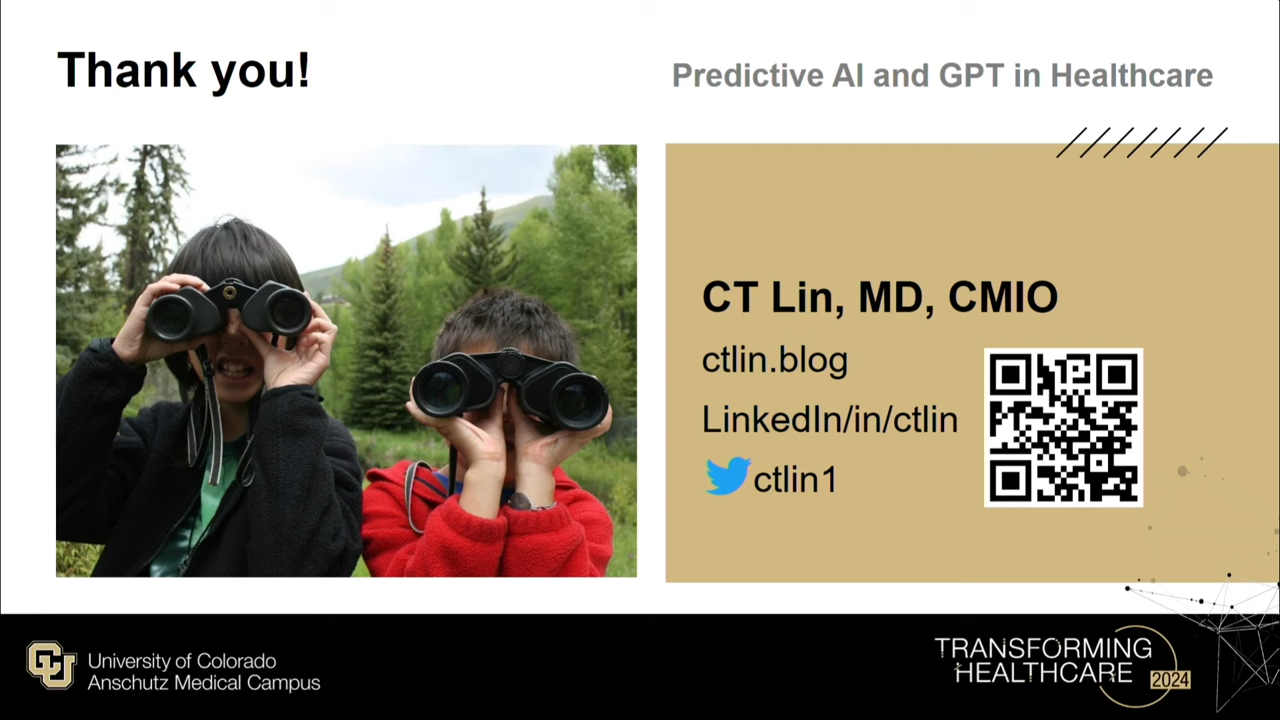 Thank you!
Predictive AI and GPT in Healthcare
CT Lin, MD, CMIO
ctlin.blog
LinkedIn/in/ctlin
ctlin1
CU
University of Colorado
Anschutz Medical Campus
TRANSFORMING
HEALTHCARE
2024